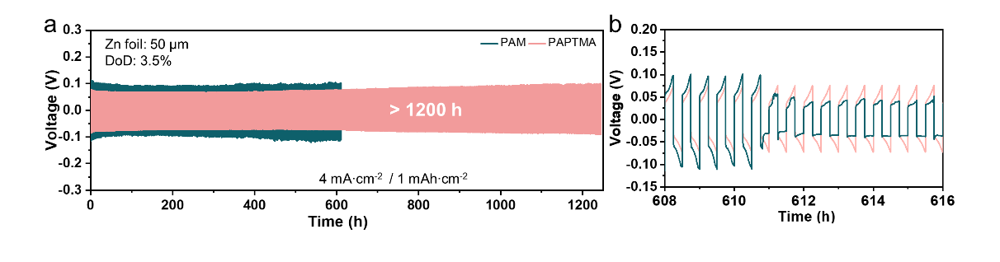 a
Zn foil: 50 μm
DoD: 3.5%
PAM
PAPTMA
> 1200 h
4 mA·cm-2 / 1 mAh·cm-2
Voltage (V)
0.3
0.2
0.1
0.0
-0.1
-0.2
-0.3
0 200 400 600 800 1000 1200
Time (h)
b
Voltage (V)
0.20
0.15
0.10
0.05
0.00
-0.05
-0.10
-0.15
608 610 612 614 616
Time (h)